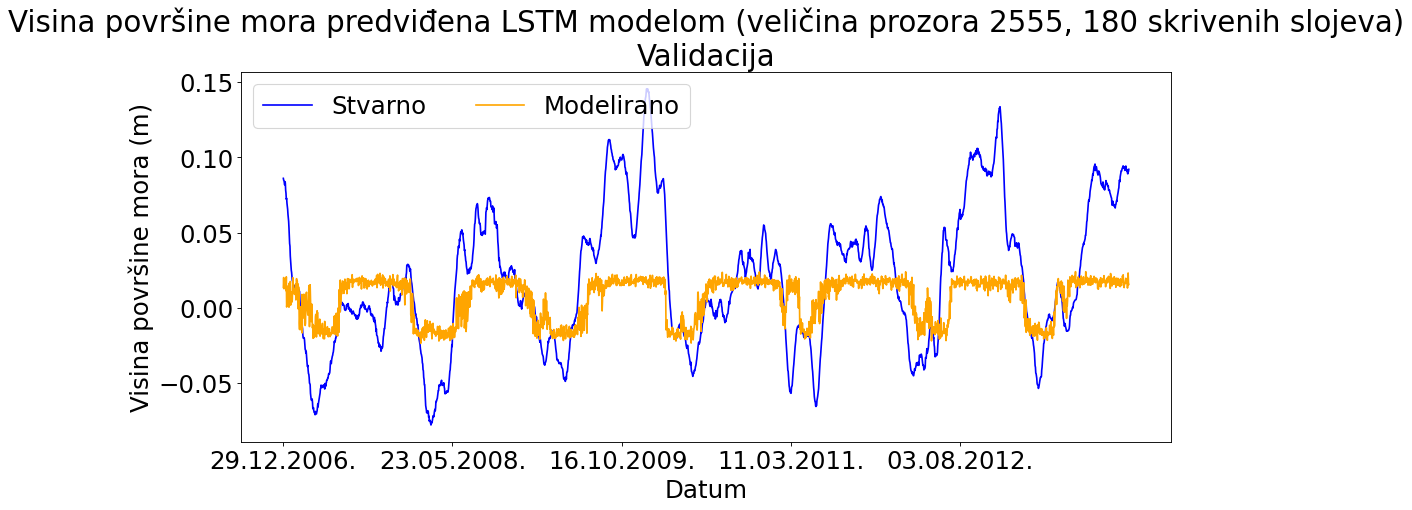 Visina površine mora predviđena LSTM modelom (veličina prozora 2555, 180 skrivenih slojeva)
Validacija
Stvarno
Modelirano
Visina površine mora (m)
0.15
0.10
0.05
0.00
−0.05
29.12.2006.
23.05.2008.
16.10.2009.
11.03.2011.
03.08.2012.
Datum